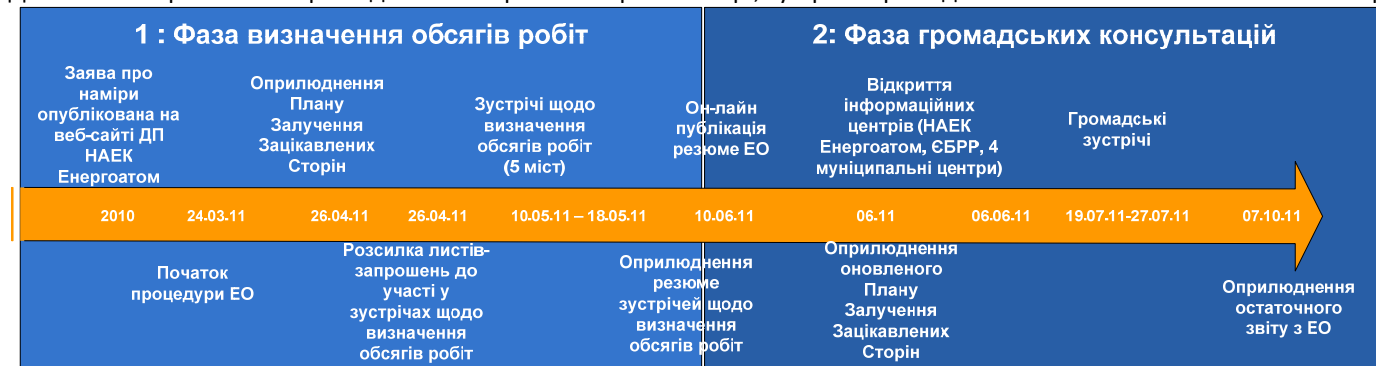 1 : Фаза визначення обсягів робіт
2: Фаза громадських консультацій
Заява про
наміри
опублікована на
веб-сайті ДП
НАЕК
Енергоатом
Оприлюднення
Плану
Залучення
Зацікавлених
Сторін
Зустрічі щодо
визначення
обсягів робіт
(5 міст)
Он-лайн
публікація
резюме ЕО
Відкриття
інформаційних
центрів (НАЕК
Енергоатом, ЄБРР, 4
муніципальні центри)
Громадські
зустрічі
2010
24.03.11
26.04.11
26.04.11
10.05.11 – 18.05.11
10.06.11
06.11
06.06.11
19.07.11-27.07.11
07.10.11
Початок
процедури ЕО
Розсилка листів-
запрошень до
участі у
зустрічах щодо
визначення
обсягів робіт
Оприлюднення
резюме
зустрічей щодо
визначення
обсягів робіт
Оприлюднення
оновленого
Плану
Залучення
Зацікавлених
Сторін
Оприлюднення
остаточного
звіту з ЕО